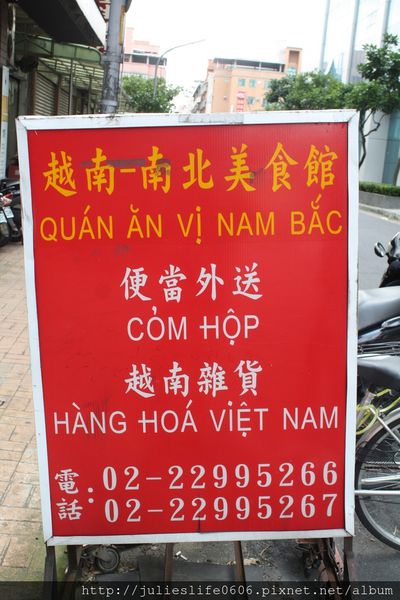 越南-南北美食館
QUÁN ĂN VỊ NAM BẮC
便當外送
CỎM HỘP
越南雜貨
HÀNG HOÁ VIỆT NAM
電話:02-22995266
02-22995267
http://julieslife0606.pixnet.net/album